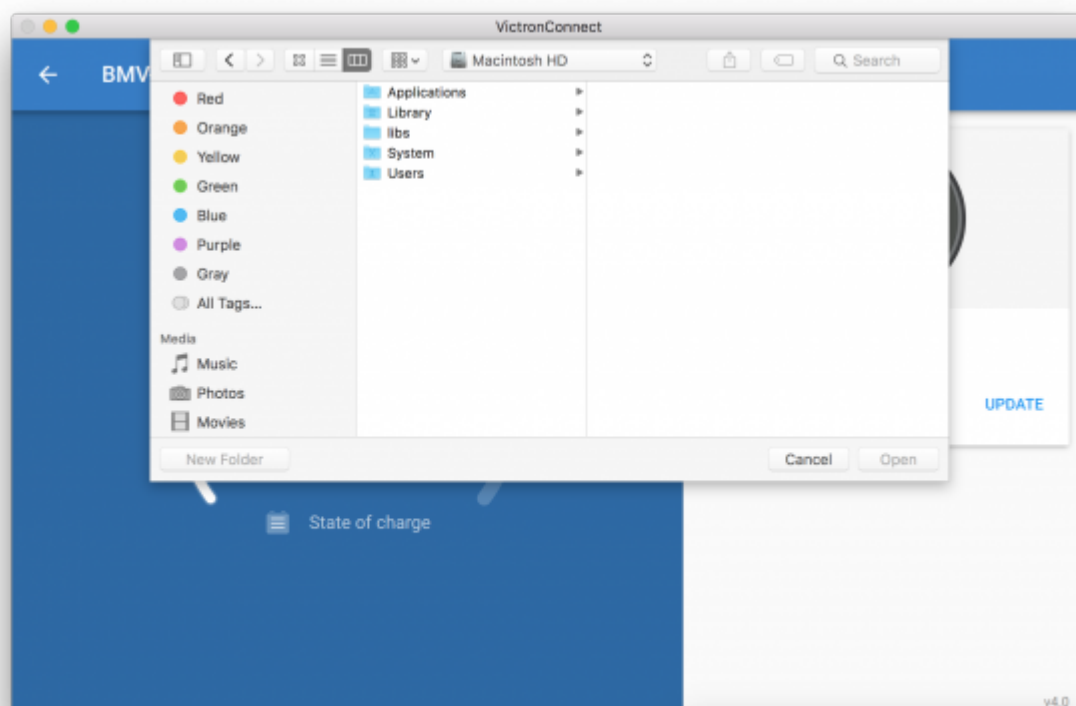 VictronConnect
BMV
Macintosh HD
Search
Red
Orange
Yellow
Green
Blue
Purple
Gray
All Tags...
Media
Music
Photos
Movies
Applications
Library
libs
System
Users
UPDATE
New Folder
Cancel
Open
State of charge
v4.0